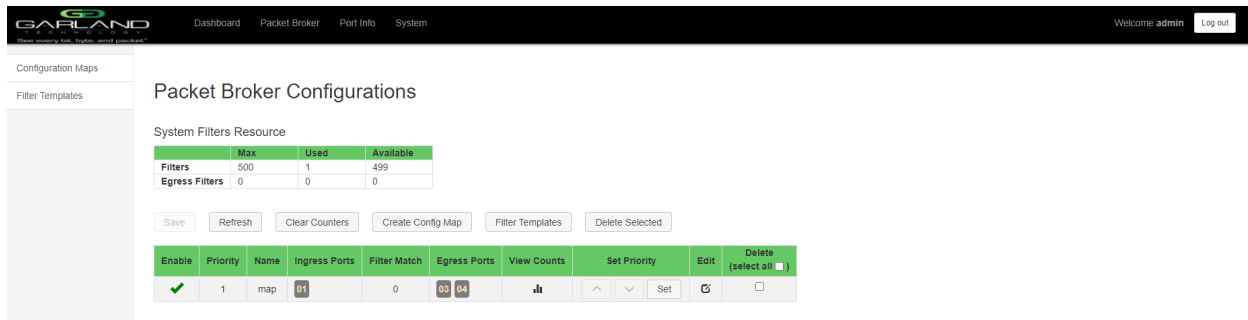 GARLAND
TECHNOLOGY
See every bit, byte, and packet®
Dashboard Packet Broker Port Info System
Welcome admin Log out
Configuration Maps
Filter Templates
Packet Broker Configurations
System Filters Resource
Max Used Available
Filters 500 1 499
Egress Filters 0 0 0
Save Refresh Clear Counters Create Config Map Filter Templates Delete Selected
Enable Priority Name Ingress Ports Filter Match Egress Ports View Counts Set Priority Edit Delete
(select all )
1 map 01 0 03 04 Set